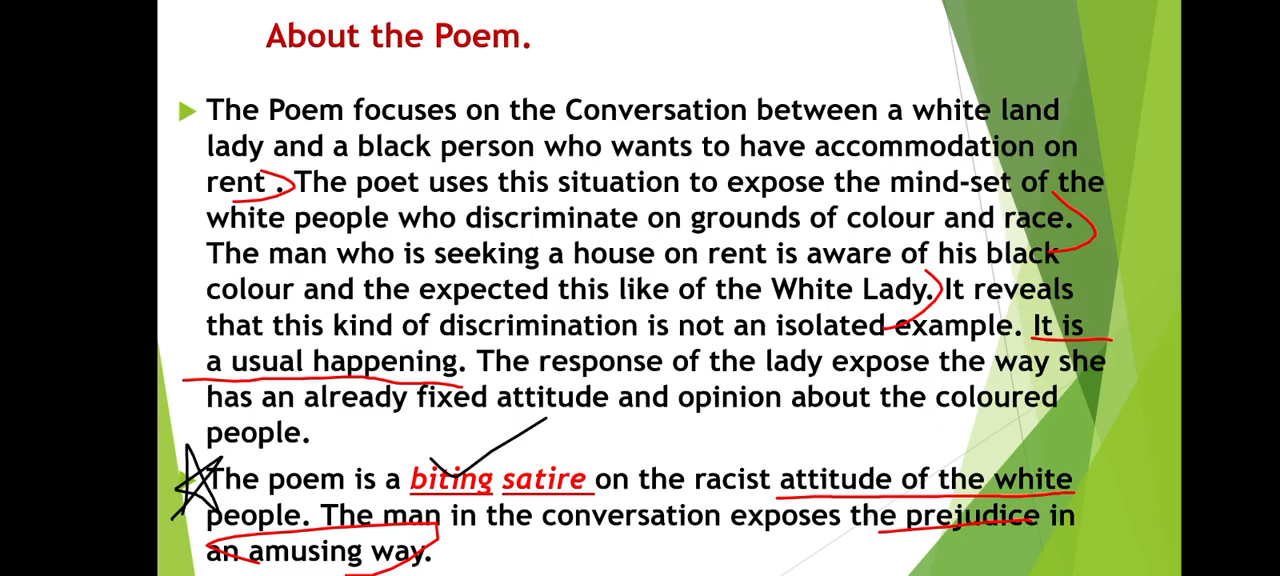 About the Poem.
The Poem focuses on the Conversation between a white land
lady and a black person who wants to have accommodation on
rent . The poet uses this situation to expose the mind-set of the
white people who discriminate on grounds of colour and race.
The man who is seeking a house on rent is aware of his black
colour and the expected this like of the White Lady. It reveals
that this kind of discrimination is not an isolated example. It is
a usual happening. The response of the lady expose the way she
has an already fixed attitude and opinion about the coloured
people.
The poem is a biting satire on the racist attitude of the white
people. The man in the conversation exposes the prejudice in
an amusing way.